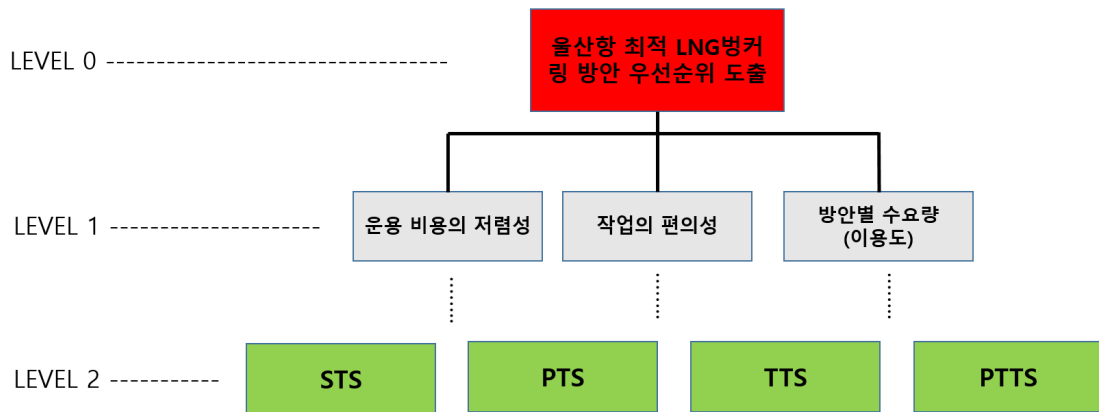 LEVEL 0
울산항 최적 LNG벙커
링 방안 우선순위 도출
LEVEL 1
운용 비용의 저렴성
작업의 편의성
방안별 수요량
(이용도)
LEVEL 2
STS
PTS
TTS
PTTS